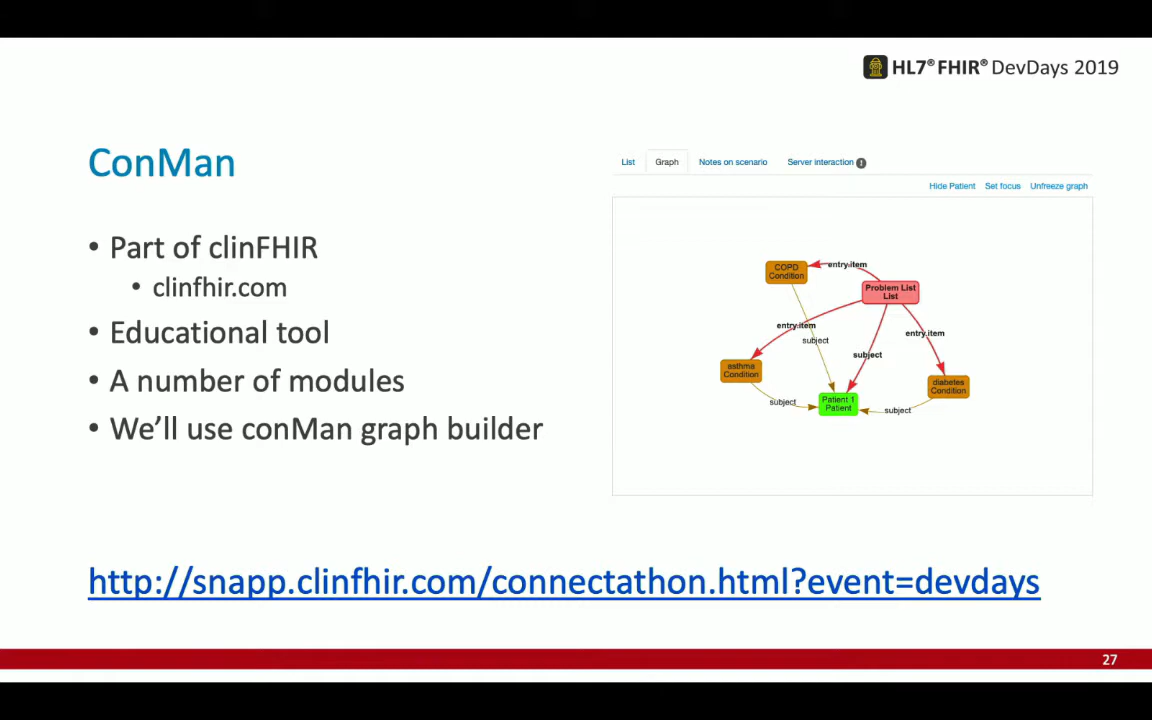 HL7® FHIR® DevDays 2019
ConMan
• Part of clinFHIR
• clinfhir.com
• Educational tool
• A number of modules
• We’ll use conMan graph builder
List Graph Notes on scenario Server interaction 1
Hide Patient Set focus Unfreeze graph
COPD
Condition
entry.item
Problem List
List
entry.item
subject
entry.item
subject
asthma
Condition
diabetes
Condition
subject
Patient 1
Patient
subject
http://snapp.clinfhir.com/connectathon.html?event=devdays
27